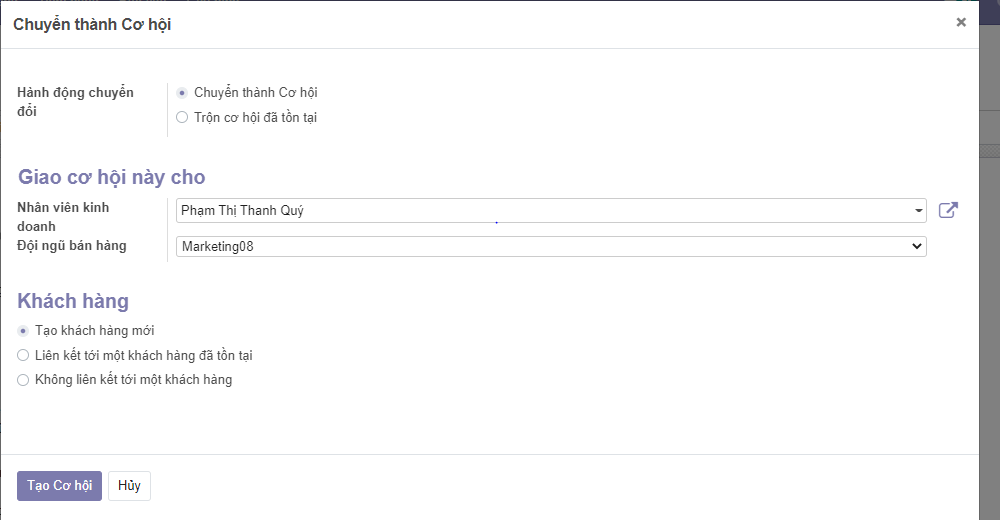 Chuyển thành Cơ hội
×
Hành động chuyển
đổi
Chuyển thành Cơ hội
Trộn cơ hội đã tồn tại
Giao cơ hội này cho
Nhân viên kinh
doanh
Phạm Thị Thanh Quý
Đội ngũ bán hàng
Marketing08
Khách hàng
Tạo khách hàng mới
Liên kết tới một khách hàng đã tồn tại
Không liên kết tới một khách hàng
Tạo Cơ hội
Hủy